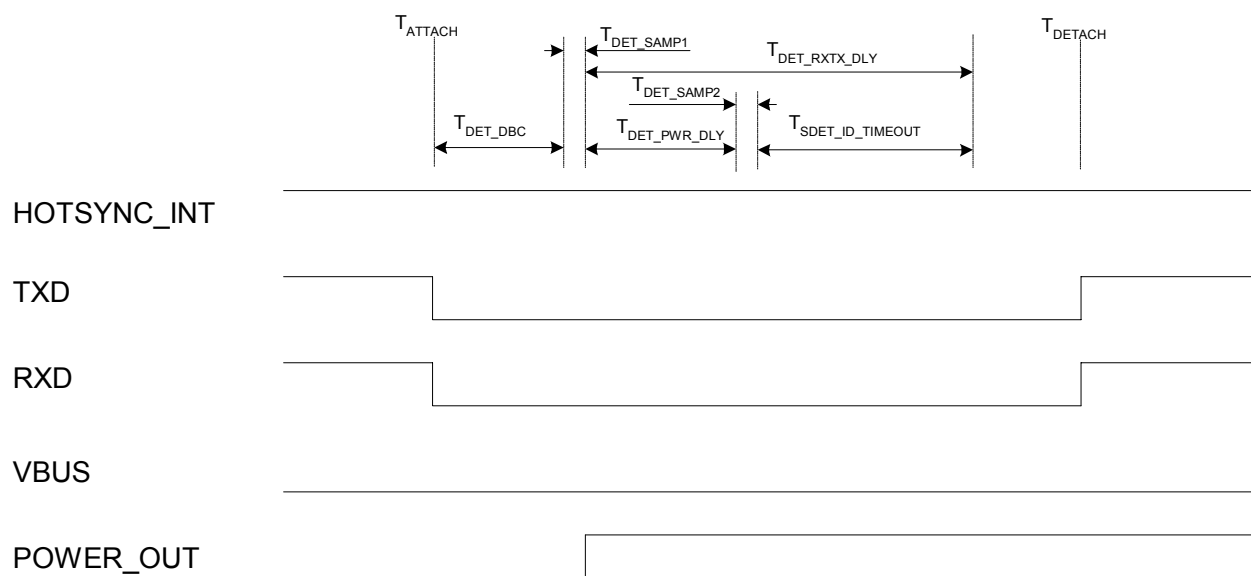 T_ATTACH
T_DET_SAMP1
T_DETACH
T_DET_RXTX_DLY
T_DET_SAMP2
T_DET_DBC
T_DET_PWR_DLY
T_SDET_ID_TIMEOUT
HOTSYNC_INT
TXD
RXD
VBUS
POWER_OUT